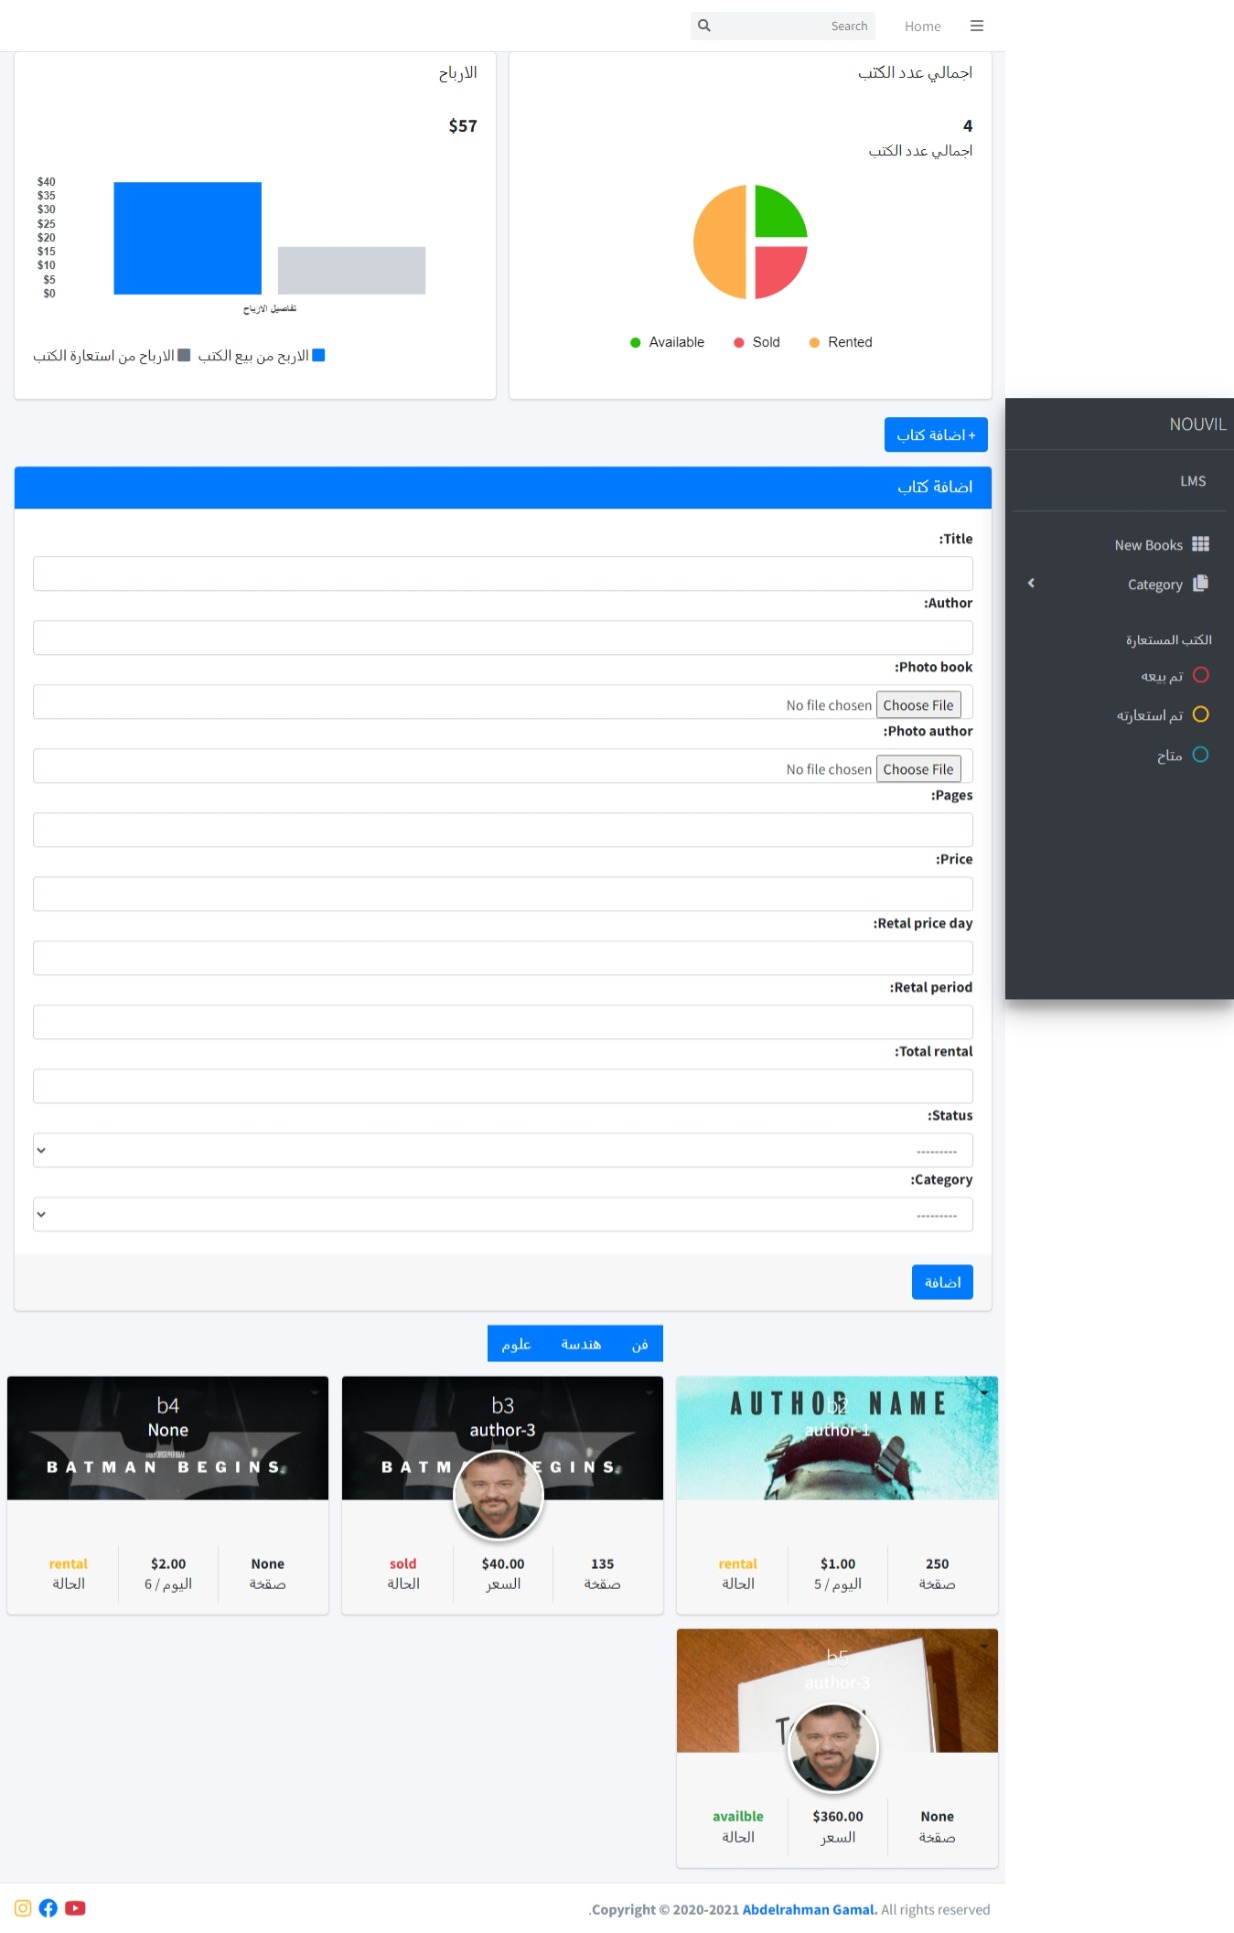 Home
Search
اجمالي عدد الكتب
4
اجمالي عدد الكتب
Available
Sold
Rented
الارباح
$57
$40
$35
$30
$25
$20
$15
$10
$5
$0
تفاصيل الارباح
الاربح من بيع الكتب
الارباح من استعارة الكتب
NOUVIL
LMS
New Books
Category
الكتب المستعارة
تم بيعه
تم استعارته
متاح
+ اضافة كتاب
اضافة كتاب
Title:
Author:
Photo book:
Choose File No file chosen
Photo author:
Choose File No file chosen
Pages:
Price:
Retal price day:
Retal period:
Total rental:
Status:
---------
Category:
---------
اضافة
فن هندسة علوم
AUTHOR NAME
b2
author-1
250
صفحة
$1.00
اليوم / 5
rental
الحالة
b3
author-3
135
صفحة
$40.00
السعر
sold
الحالة
b4
None
BATMAN BEGINS
None
صفحة
$2.00
اليوم / 6
rental
الحالة
b5
author-3
None
صفحة
$360.00
السعر
availble
الحالة
Copyright © 2020-2021 Abdelrahman Gamal. All rights reserved.